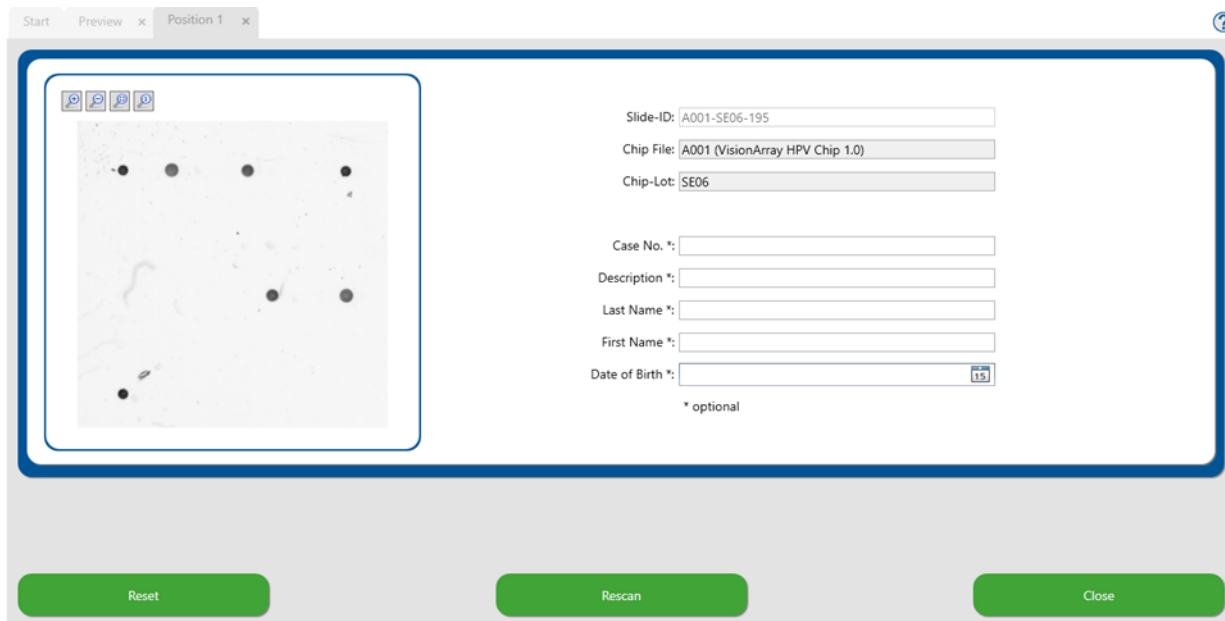 Start Preview x Position 1 x
?
Slide-ID: A001-SE06-195
Chip File: A001 (VisionArray HPV Chip 1.0)
Chip-Lot: SE06
Case No. *:
Description *:
Last Name *:
First Name *:
Date of Birth *: 15
* optional
Reset Rescan Close